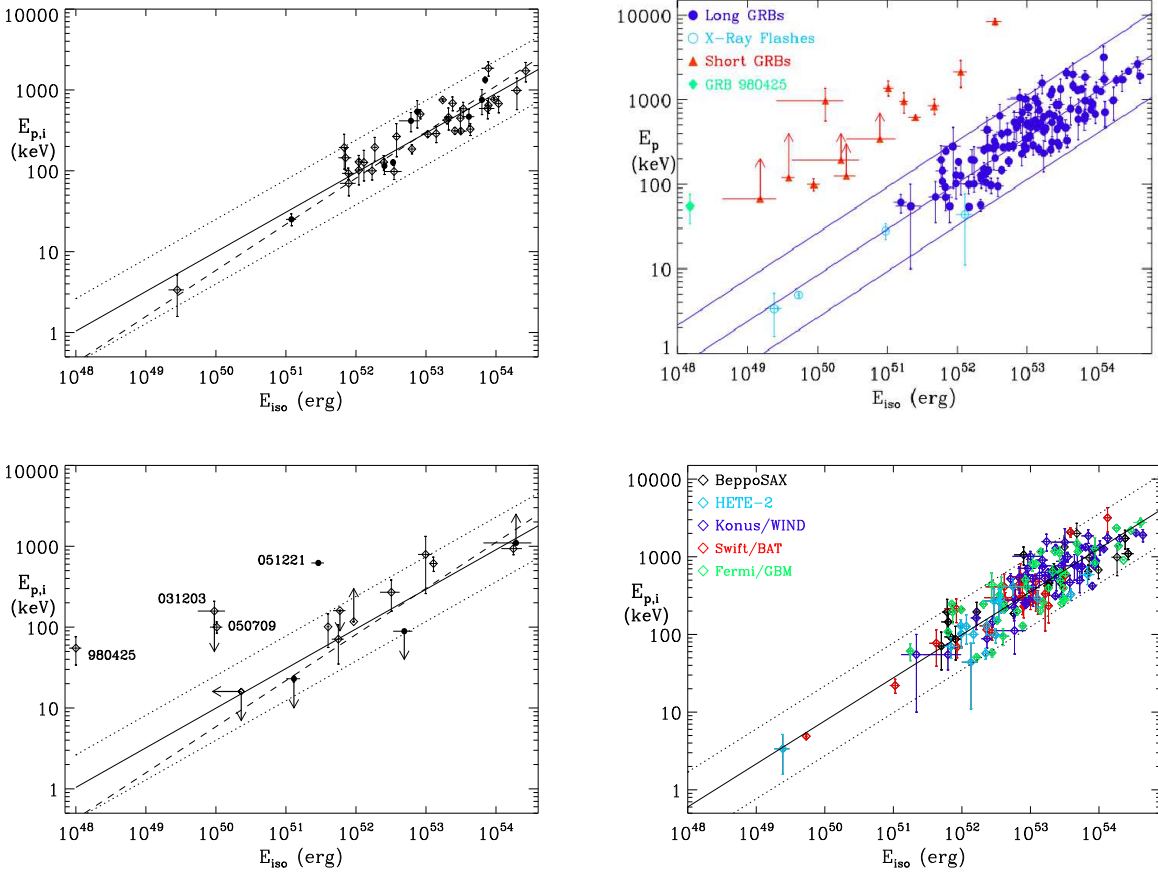 10000
1000
100
10
1
E_p,i
(keV)
10^48 10^49 10^50 10^51 10^52 10^53 10^54
E_iso (erg)
10000
1000
100
10
1
E_p
(keV)
Long GRBs
X-Ray Flashes
Short GRBs
GRB 980425
10^48 10^49 10^50 10^51 10^52 10^53 10^54
E_iso (erg)
10000
1000
100
10
1
E_p,i
(keV)
051221
031203
050709
980425
10^48 10^49 10^50 10^51 10^52 10^53 10^54
E_iso (erg)
10000
1000
100
10
1
E_p,i
(keV)
BeppoSAX
HETE-2
Konus/WIND
Swift/BAT
Fermi/GBM
10^48 10^49 10^50 10^51 10^52 10^53 10^54
E_iso (erg)